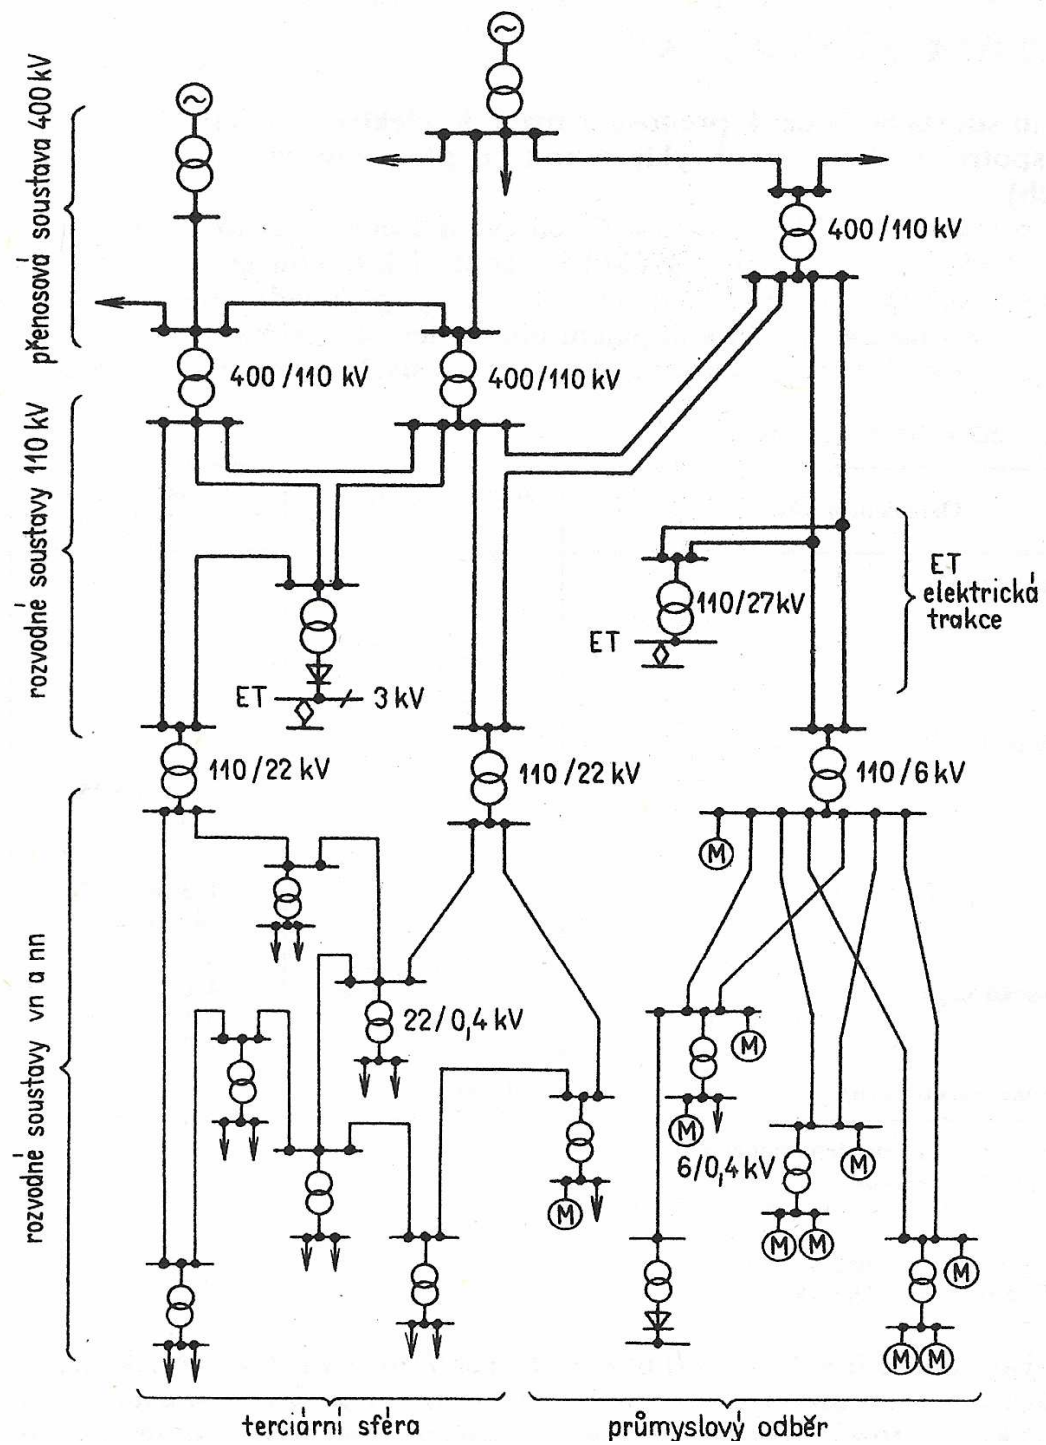 přenosová soustava 400 kV
400/110 kV
400/110 kV
400/110 kV
rozvodné soustavy 110 kV
ET
elektrická
trakce
110/27kV
ET
ET
3 kV
110/22 kV
110/22 kV
110/6 kV
rozvodné soustavy vn a nn
M
22/0,4 kV
M
M
6/0,4 kV
M
M
M
M
M
M
M
terciární sféra
průmyslový odběr